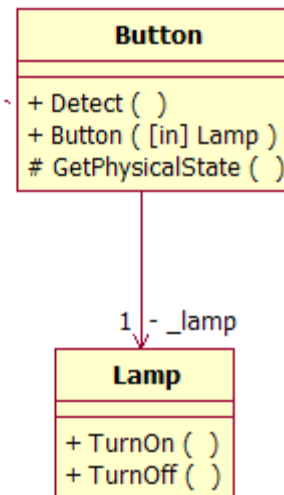 Button
+ Detect ( )
+ Button ( [in] Lamp )
# GetPhysicalState ( )
1 - _lamp
Lamp
+ TurnOn ( )
+ TurnOff ( )